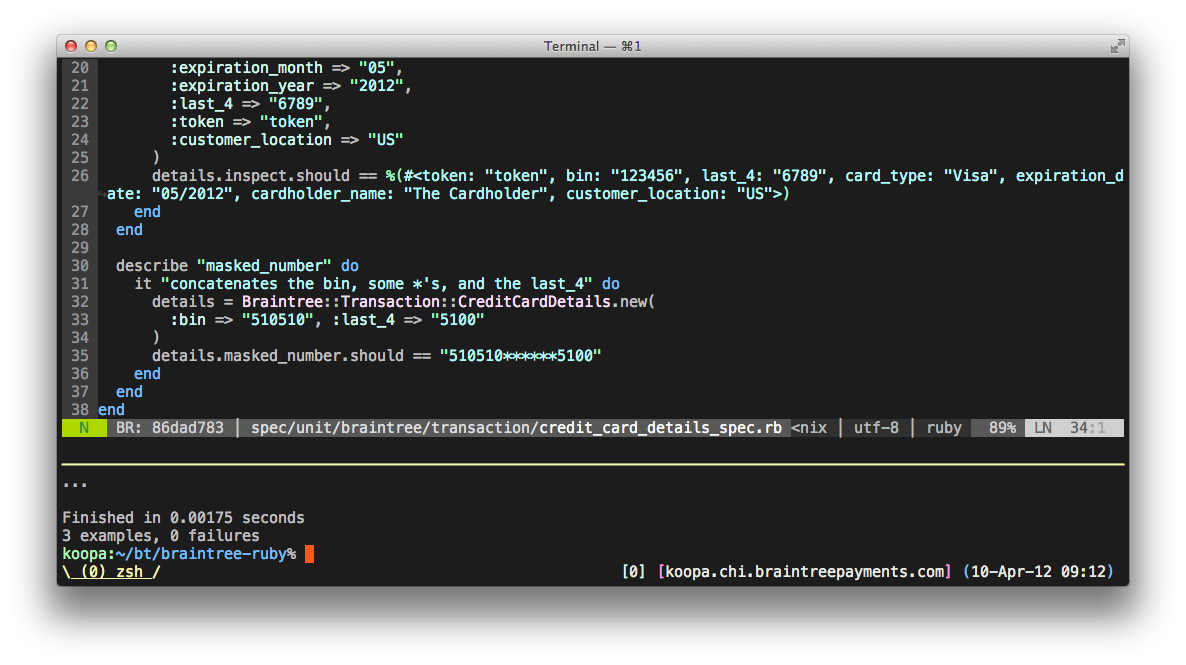 Terminal — ⌘1
20         :expiration_month => "05",
21         :expiration_year => "2012",
22         :last_4 => "6789",
23         :token => "token",
24         :customer_location => "US"
25       )
26       details.inspect.should == %(#<token: "token", bin: "123456", last_4: "6789", card_type: "Visa", expiration_d
ate: "05/2012", cardholder_name: "The Cardholder", customer_location: "US">)
27     end
28   end
29
30   describe "masked_number" do
31     it "concatenates the bin, some *'s, and the last_4" do
32       details = Braintree::Transaction::CreditCardDetails.new(
33         :bin => "510510", :last_4 => "5100"
34       )
35       details.masked_number.should == "510510******5100"
36     end
37   end
38 end
N   BR: 86dad783 | spec/unit/braintree/transaction/credit_card_details_spec.rb <nix | utf-8 | ruby   89%  LN  34:1
...
Finished in 0.00175 seconds
3 examples, 0 failures
koopa:~/bt/braintree-ruby%
\ (0) zsh / [0] [koopa.chi.braintreepayments.com] (10-Apr-12 09:12)